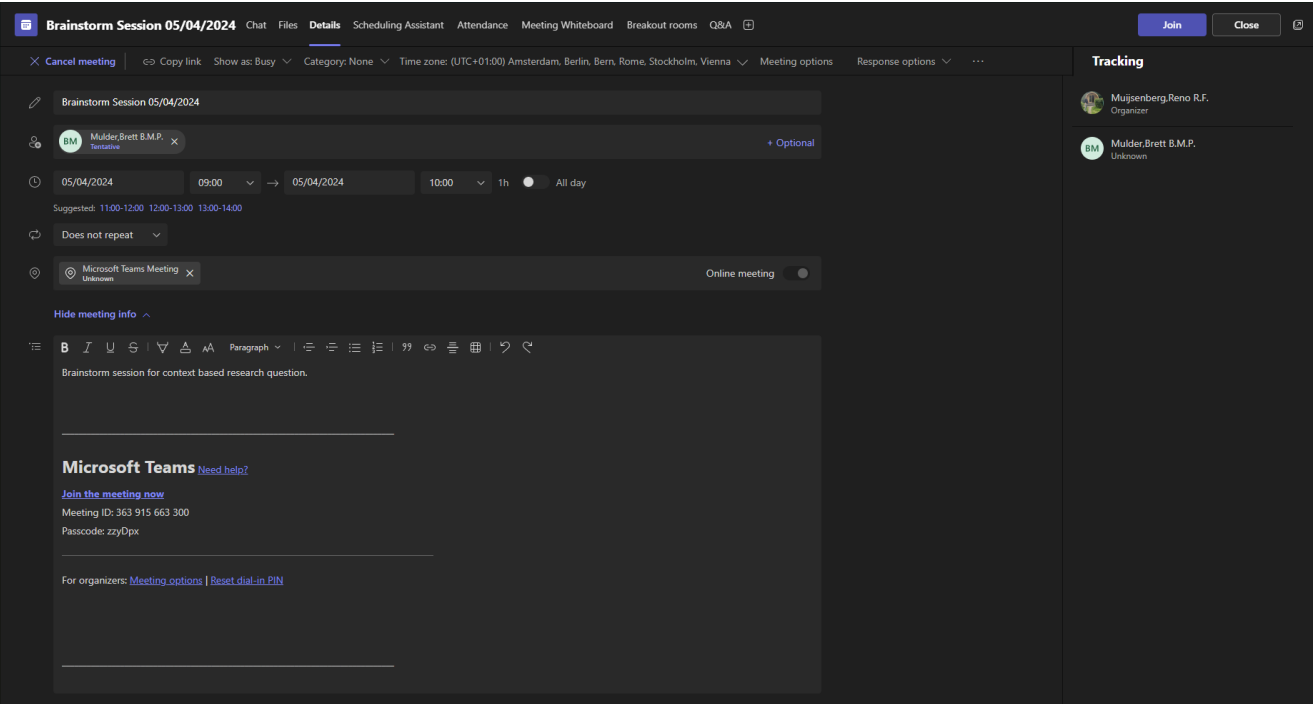 Brainstorm Session 05/04/2024 Chat Files Details Scheduling Assistant Attendance Meeting Whiteboard Breakout rooms Q&A Join Close
Cancel meeting Copy link Show as: Busy Category: None Time zone: (UTC+01:00) Amsterdam, Berlin, Bern, Rome, Stockholm, Vienna Meeting options Response options ...
Brainstorm Session 05/04/2024
BM Mulder,Brett B.M.P.
Tentative
+ Optional
05/04/2024 09:00 → 05/04/2024 10:00 1h All day
Suggested: 11:00-12:00 12:00-13:00 13:00-14:00
Does not repeat
Microsoft Teams Meeting
Unknown
Online meeting
Hide meeting info
B I U S A AA Paragraph
Brainstorm session for context based research question.
Microsoft Teams Need help?
Join the meeting now
Meeting ID: 363 915 663 300
Passcode: zzyDpx
For organizers: Meeting options | Reset dial-in PIN
Tracking
Muijsenberg,Reno R.F.
Organizer
BM Mulder,Brett B.M.P.
Unknown